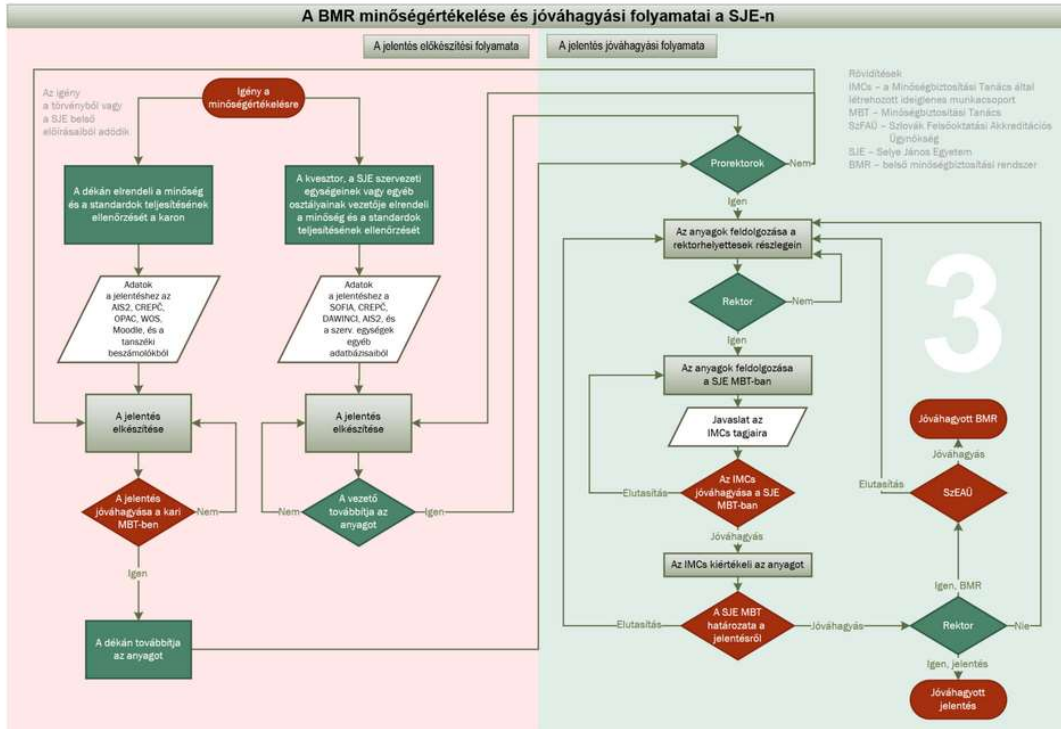 A BMR minőségértékelése és jóváhagyási folyamatai a SJE-n
A jelentés előkészítési folyamata
A jelentés jóváhagyási folyamata
Az igény
a törvényből vagy
a SJE belső
előírásaiból adódik
Igény a
minőségértékelésre
Rövidítések
IMCs – a Minőségbiztosítási Tanács által
létrehozott ideiglenes munkacsoport
MBT – Minőségbiztosítási Tanács
SzFAÜ – Szlovák Felsőoktatási Akkreditációs
Ügynökség
SJE – Selye János Egyetem
BMR – belső minőségbiztosítási rendszer
A dékán elrendeli a minőség
és a standardok teljesítésének
ellenőrzését a karon
A kvesztor, a SJE szervezeti
egységeinek vagy egyéb
osztályainak vezetője elrendeli
a minőség és a standardok
teljesítésének ellenőrzését
Prorektorok
Nem
Igen
Adatok
a jelentéshez az
AIS2, CREPČ,
OPAC, WOS,
Moodle, és a
tanszéki
beszámolókból
Adatok
a jelentéshez a
SOFIA, CREPČ,
DAWINCI, AIS2, és
a szerv. egységek
egyéb
adatbázisaiból
Az anyagok feldolgozása a
rektorhelyettesek részlegein
Rektor
Nem
Igen
3
Az anyagok feldolgozása
a SJE MBT-ban
A jelentés
elkészítése
A jelentés
elkészítése
Javaslat az
IMCs tagjaira
Jóváhagyott BMR
Jóváhagyás
A jelentés
jóváhagyása a kari
MBT-ben
Nem
Igen
A vezető
továbbítja az
anyagot
Nem
Igen
Az IMCs
jóváhagyása a SJE
MBT-ban
Elutasítás
Jóváhagyás
SzEAÜ
Elutasítás
Az IMCs kiértékeli az anyagot
Igen, BMR
A dékán továbbítja
az anyagot
A SJE MBT
határozata a
jelentésről
Elutasítás
Jóváhagyás
Rektor
Nie
Igen, jelentés
Jóváhagyott
jelentés